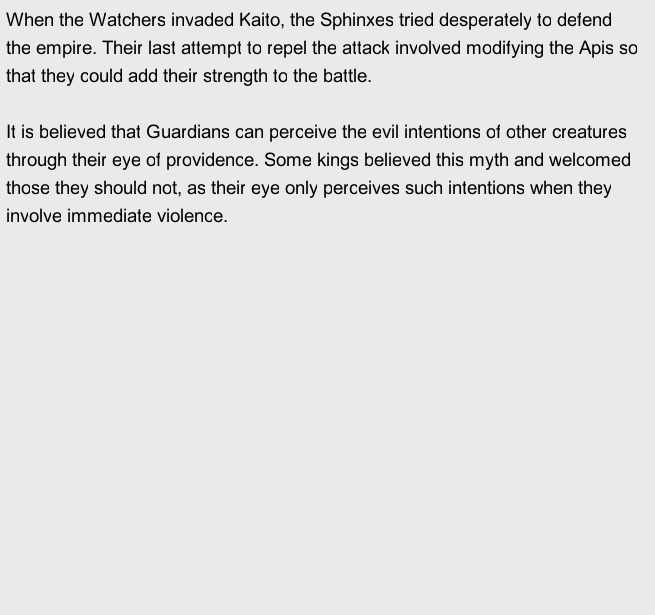 When the Watchers invaded Kaito, the Sphinxes tried desperately to defend
the empire. Their last attempt to repel the attack involved modifying the Apis so
that they could add their strength to the battle.
It is believed that Guardians can perceive the evil intentions of other creatures
through their eye of providence. Some kings believed this myth and welcomed
those they should not, as their eye only perceives such intentions when they
involve immediate violence.